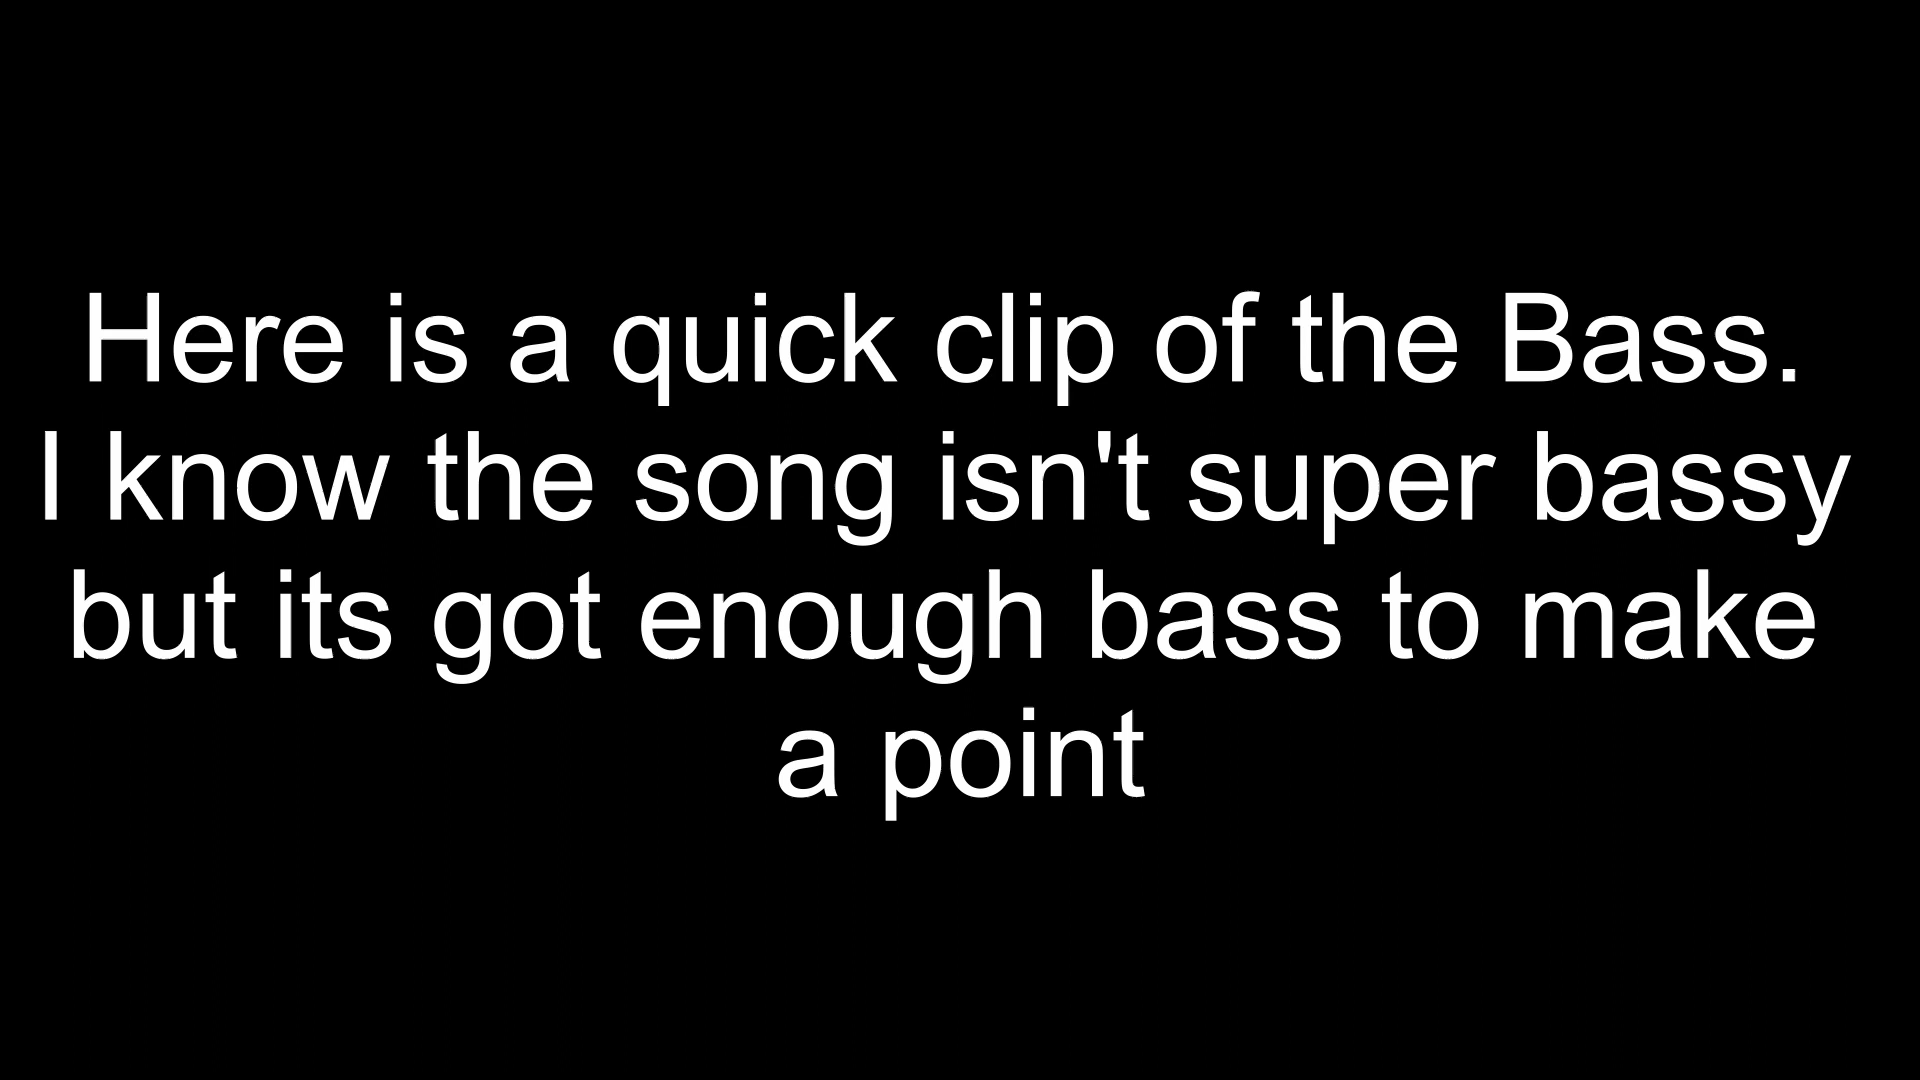 Here is a quick clip of the Bass.
I know the song isn't super bassy
but its got enough bass to make
a point